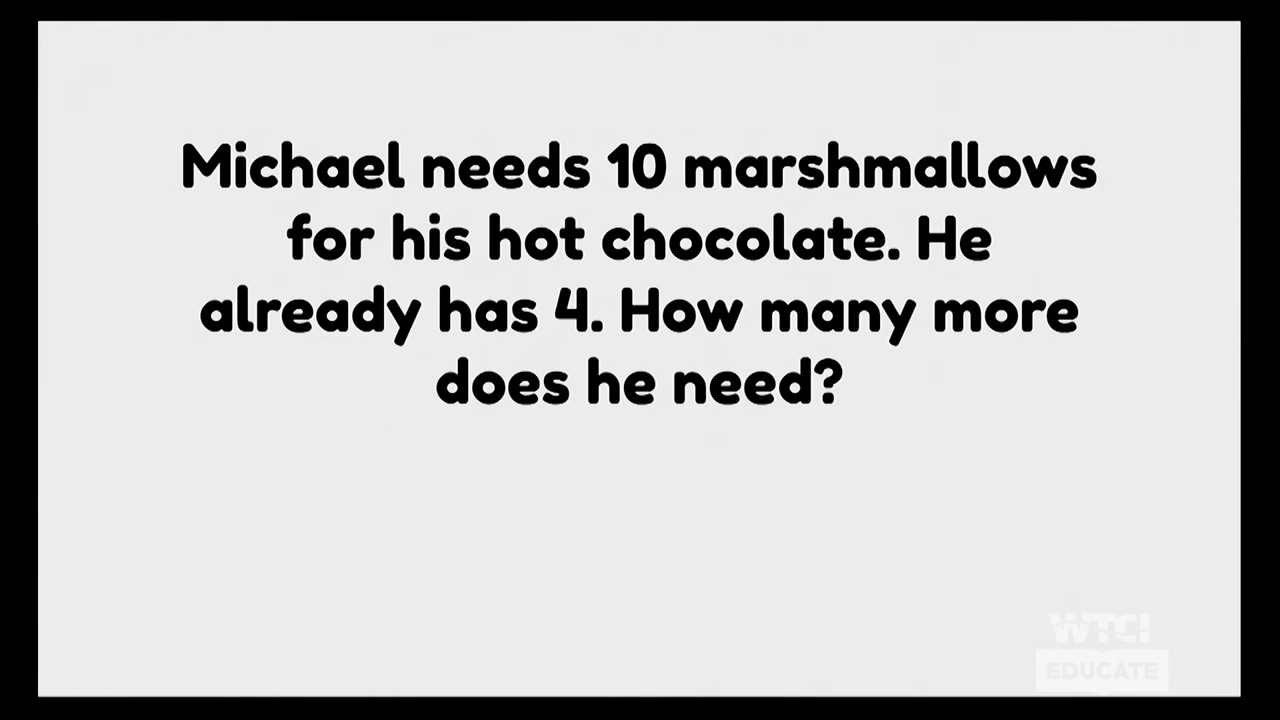 Michael needs 10 marshmallows
for his hot chocolate. He
already has 4. How many more
does he need?
WTCI
EDUCATE